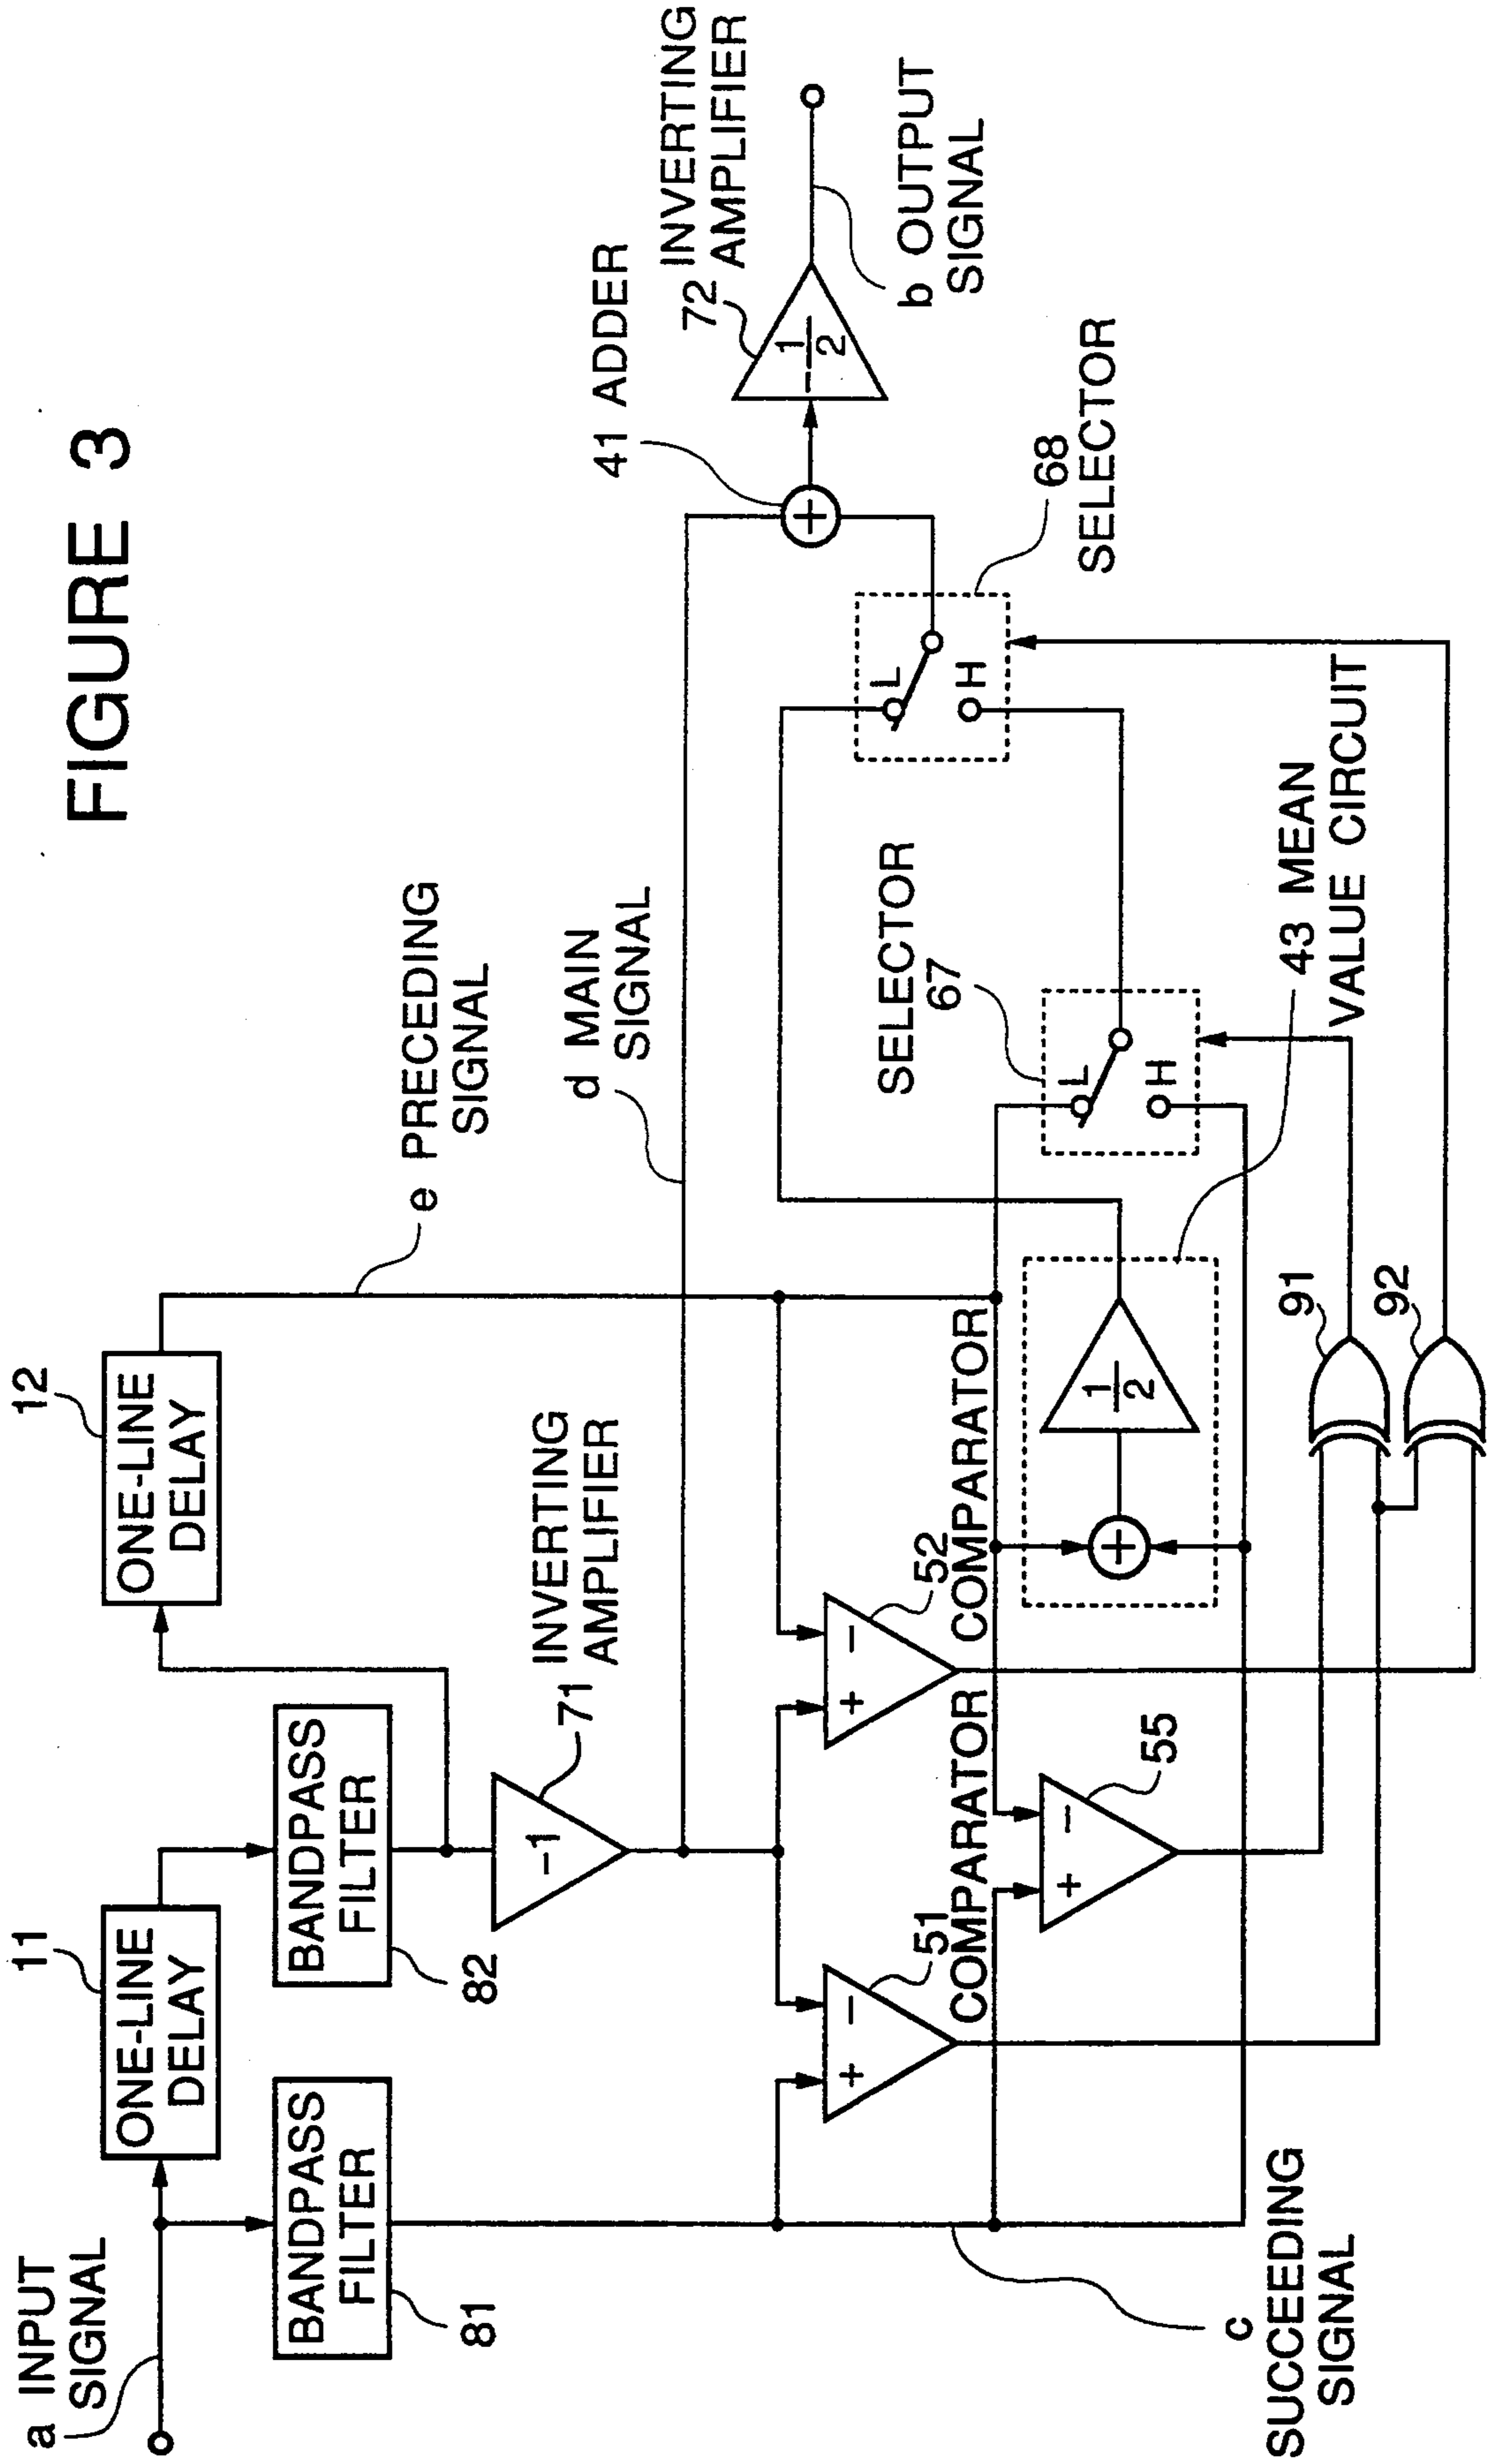 FIGURE 3
a INPUT
SIGNAL
11
ONE-LINE
DELAY
12
ONE-LINE
DELAY
BANDPASS
FILTER
81
BANDPASS
FILTER
82
-1
71 INVERTING
AMPLIFIER
e PRECEDING
SIGNAL
d MAIN
SIGNAL
41 ADDER
+
72 INVERTING
AMPLIFIER
-1/2
b OUTPUT
SIGNAL
+ -
51
COMPARATOR
+ -
52
COMPARATOR
+ -
55
+
1/2
43 MEAN
VALUE CIRCUIT
SELECTOR
67
L
H
68
SELECTOR
L
H
91
92
c
SUCCEEDING
SIGNAL